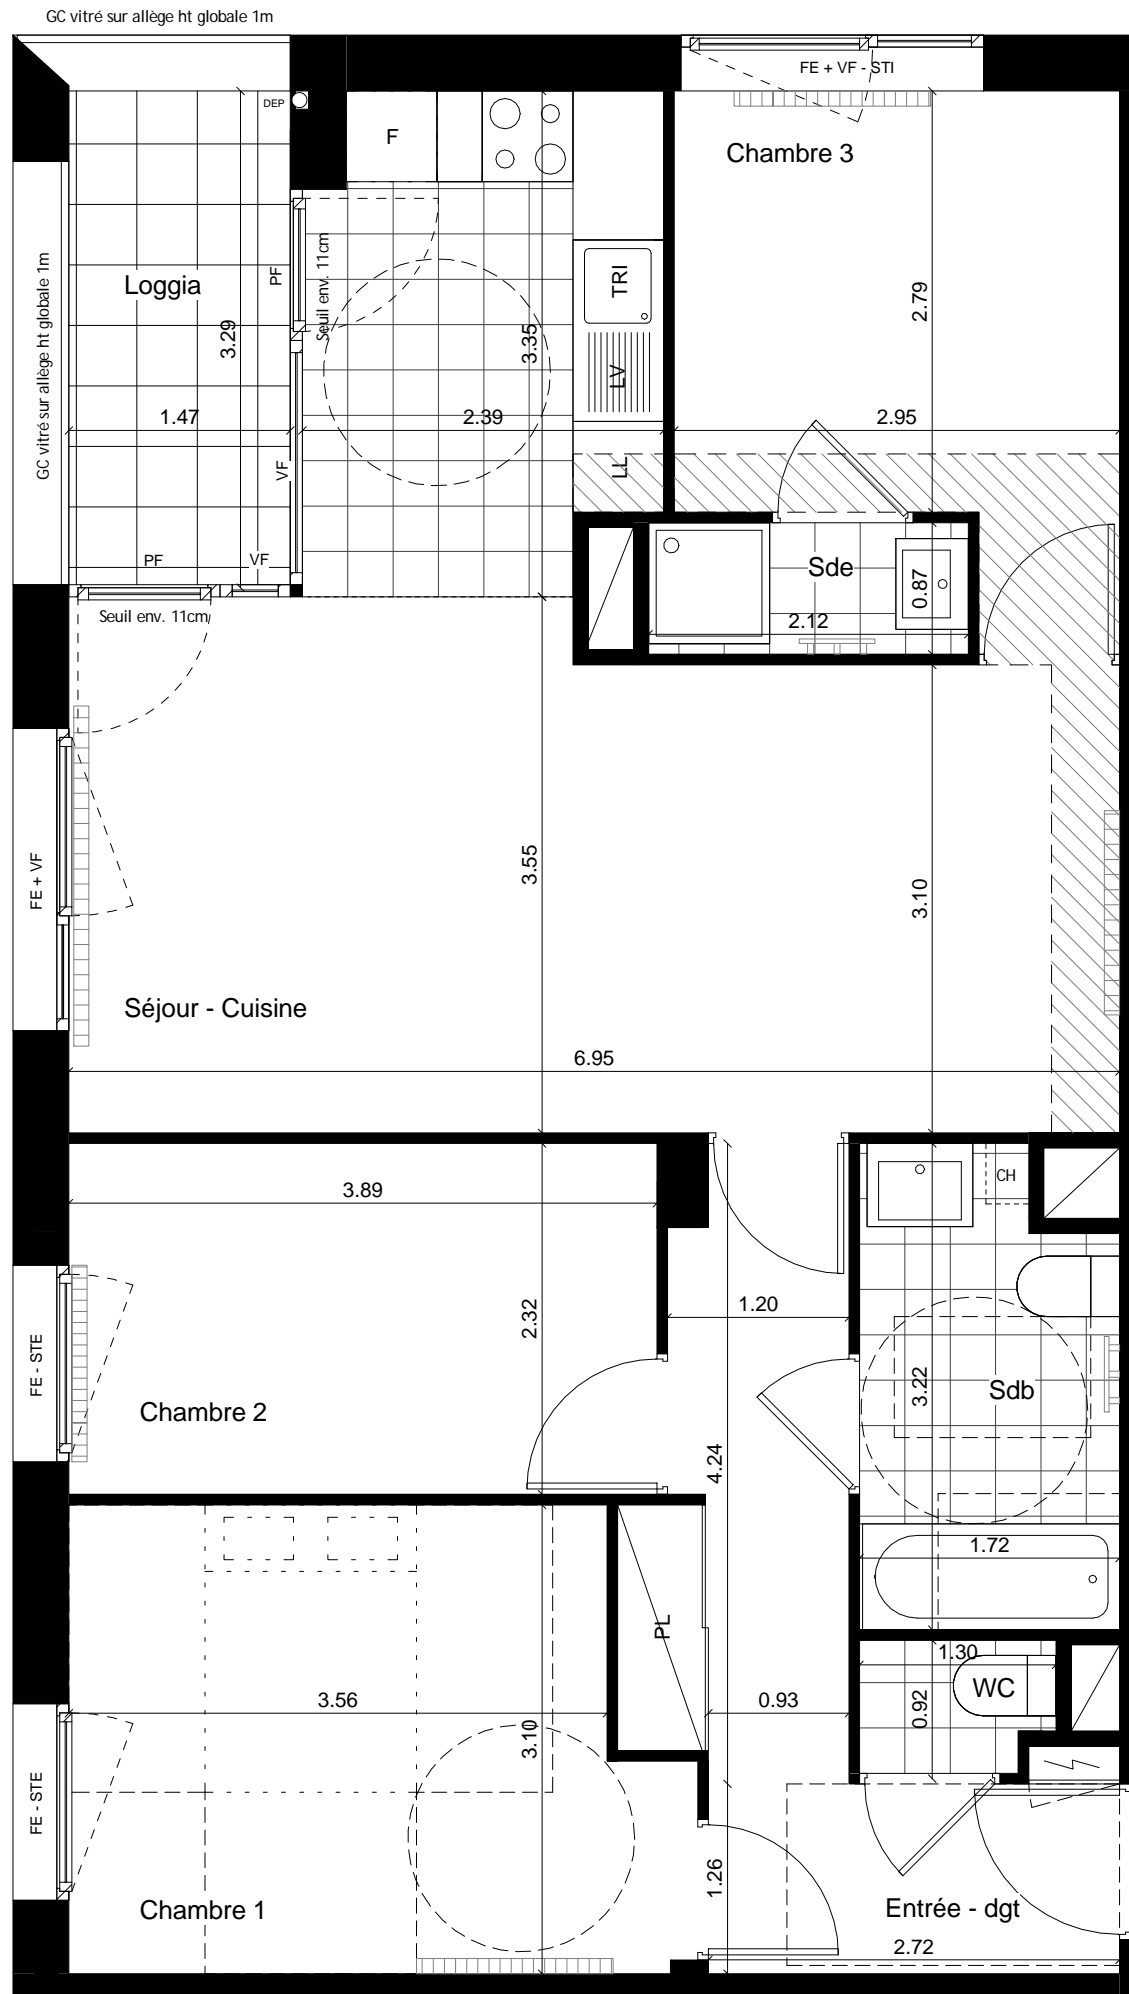 GC vitré sur allège ht globale 1m
FE + VF - STI
DEP
F
Chambre 3
GC vitré sur allège ht globale 1m
Loggia
PF
Seuil env. 11cm
TRI
2.79
3.29
3.35
LV
1.47
2.39
2.95
VF
LL
PF
VF
Sde
0.87
Seuil env. 11cm
2.12
FE + VF
3.55
3.10
Séjour - Cuisine
6.95
3.89
CH
2.32
1.20
FE - STE
3.22
Sdb
Chambre 2
4.24
1.72
PL
1.30
WC
3.56
0.93
0.92
3.10
FE - STE
1.26
Chambre 1
Entrée - dgt
2.72